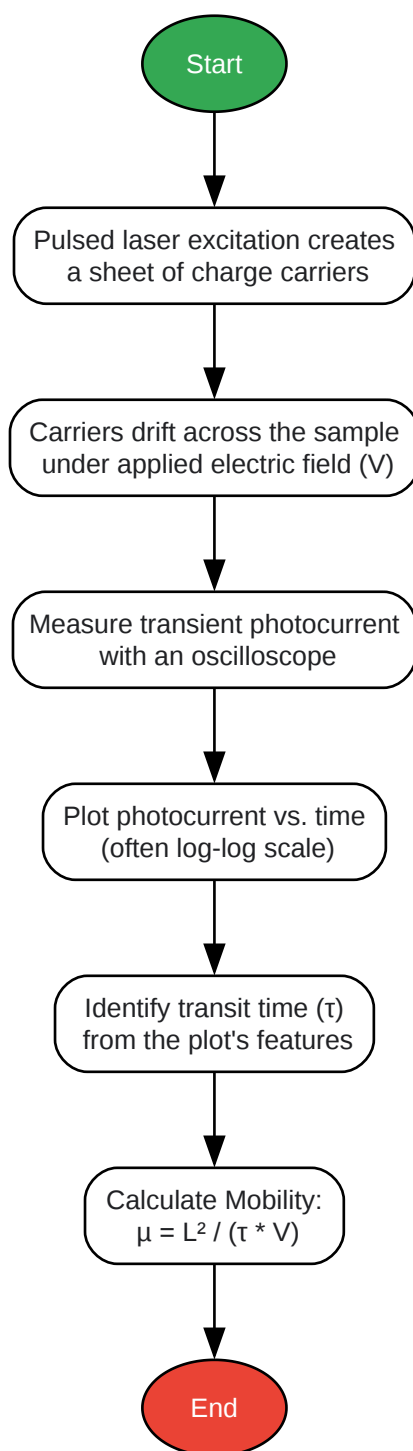 Start
Pulsed laser excitation creates
a sheet of charge carriers
Carriers drift across the sample
under applied electric field (V)
Measure transient photocurrent
with an oscilloscope
Plot photocurrent vs. time
(often log-log scale)
Identify transit time (τ)
from the plot's features
Calculate Mobility:
µ = L² / (τ * V)
End